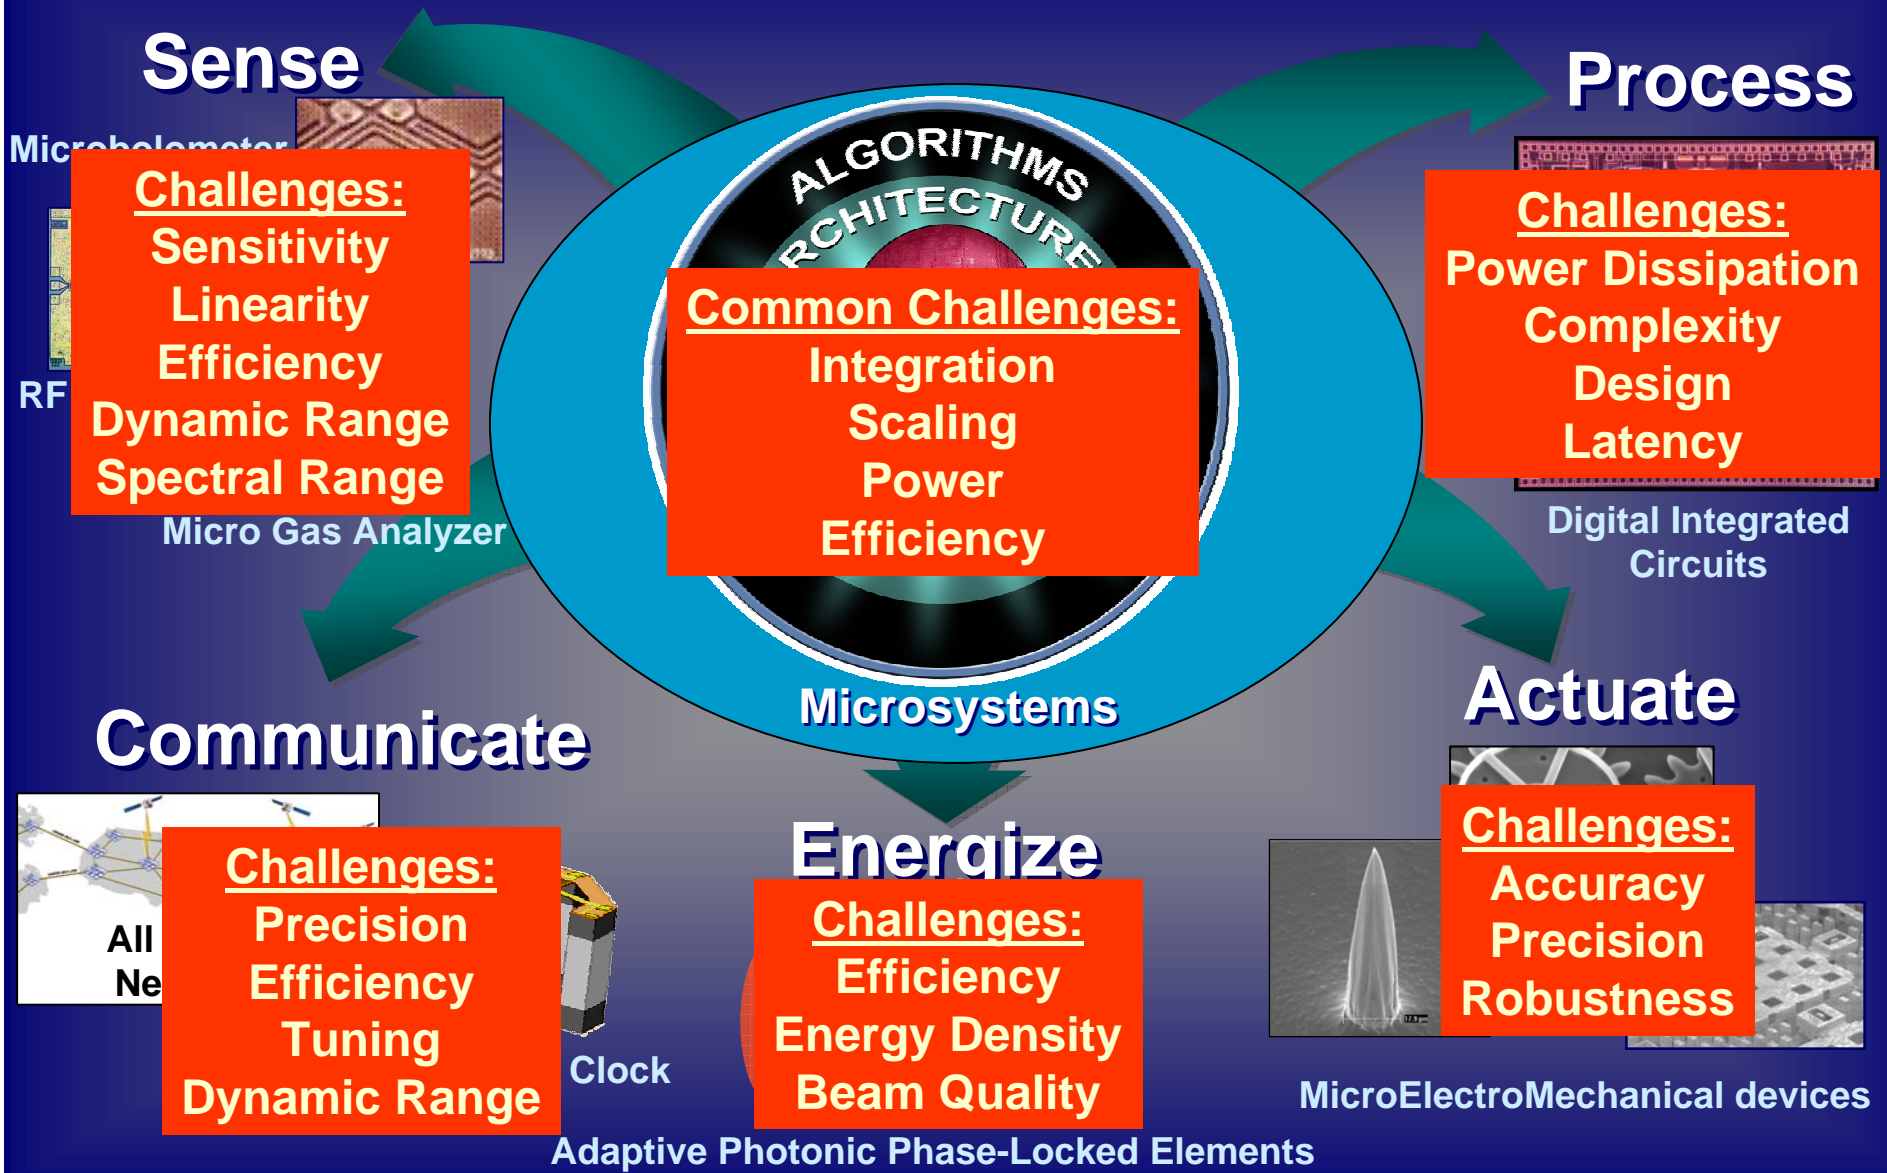 Sense
Process
Microbolometer
Challenges:
Sensitivity
Linearity
Efficiency
Dynamic Range
Spectral Range
RF
Micro Gas Analyzer
ALGORITHMS
RCHITECTURE
Common Challenges:
Integration
Scaling
Power
Efficiency
Microsystems
Challenges:
Power Dissipation
Complexity
Design
Latency
Digital Integrated
Circuits
Communicate
All
Ne
Challenges:
Precision
Efficiency
Tuning
Dynamic Range
Clock
Energize
Challenges:
Efficiency
Energy Density
Beam Quality
Adaptive Photonic Phase-Locked Elements
Actuate
Challenges:
Accuracy
Precision
Robustness
MicroElectroMechanical devices